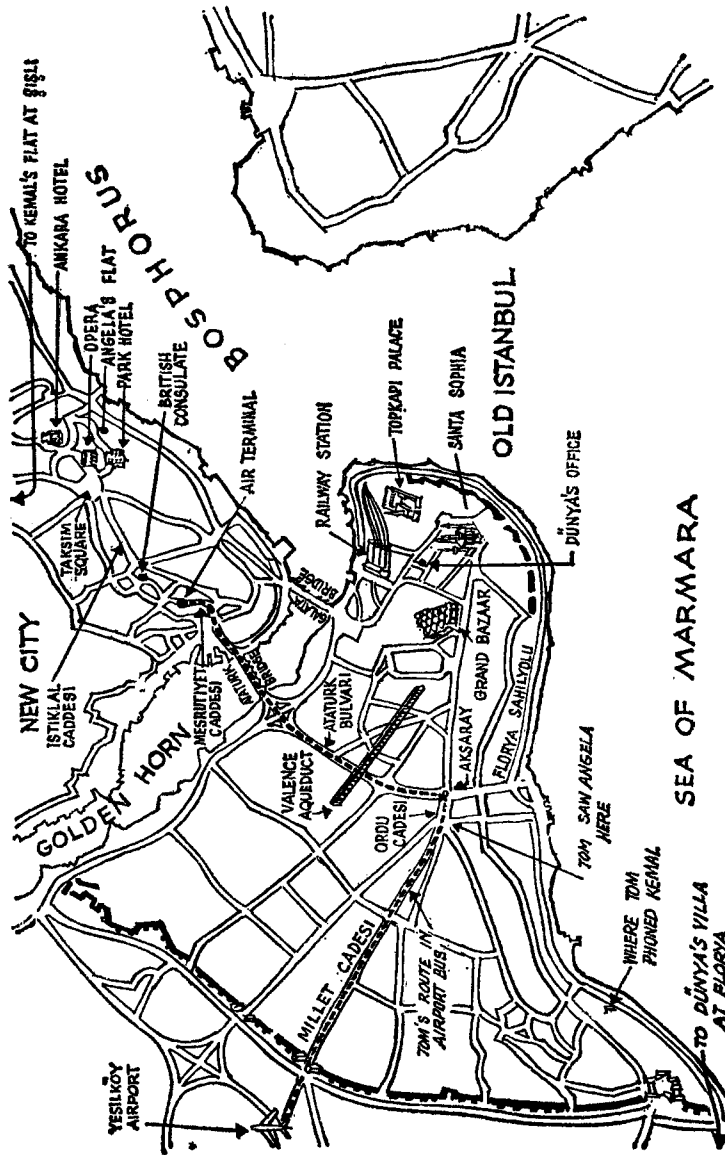 TO KEMAL'S FLAT AT ŞIŞLI
ANKARA HOTEL
OPERA
ANGELA'S FLAT
PARK HOTEL
BOSPHORUS
BRITISH
CONSULATE
AIR TERMINAL
NEW CITY
TAKSIM
SQUARE
ISTIKLAL
CADDESI
MESRUTIYET
CADDESI
GOLDEN HORN
ATATURK
BRIDGE
GALATA
BRIDGE
RAILWAY STATION
TOPKAPI PALACE
SANTA SOPHIA
OLD ISTANBUL
DÜNYA'S OFFICE
ATATURK
BULVARI
VALENCE
AQUEDUCT
GRAND BAZAAR
ORDU
CADESI
AKSARAY
FLORYA SAHILYOLU
TOM SAW ANGELA
HERE
SEA OF MARMARA
YESILKÖY
AIRPORT
MILLET CADESI
TOM'S ROUTE IN
AIRPORT BUS
WHERE TOM
PHONED KEMAL
TO DÜNYA'S VILLA
AT FLORYA